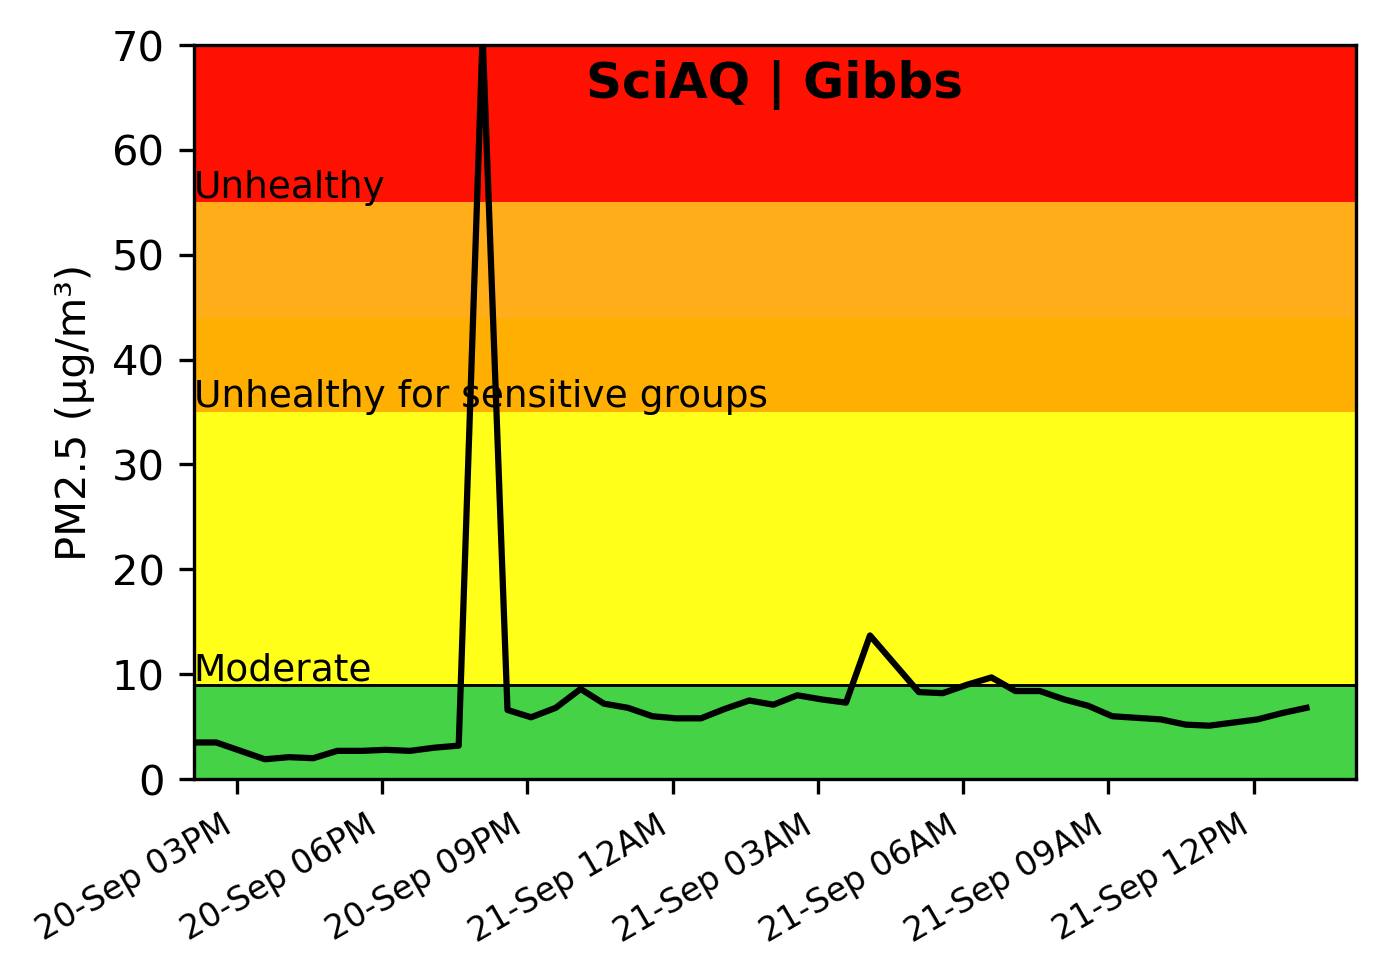 SciAQ | Gibbs
PM2.5 (µg/m³)
70
60
50
40
30
20
10
0
Unhealthy
Unhealthy for sensitive groups
Moderate
20-Sep 03PM
20-Sep 06PM
20-Sep 09PM
21-Sep 12AM
21-Sep 03AM
21-Sep 06AM
21-Sep 09AM
21-Sep 12PM